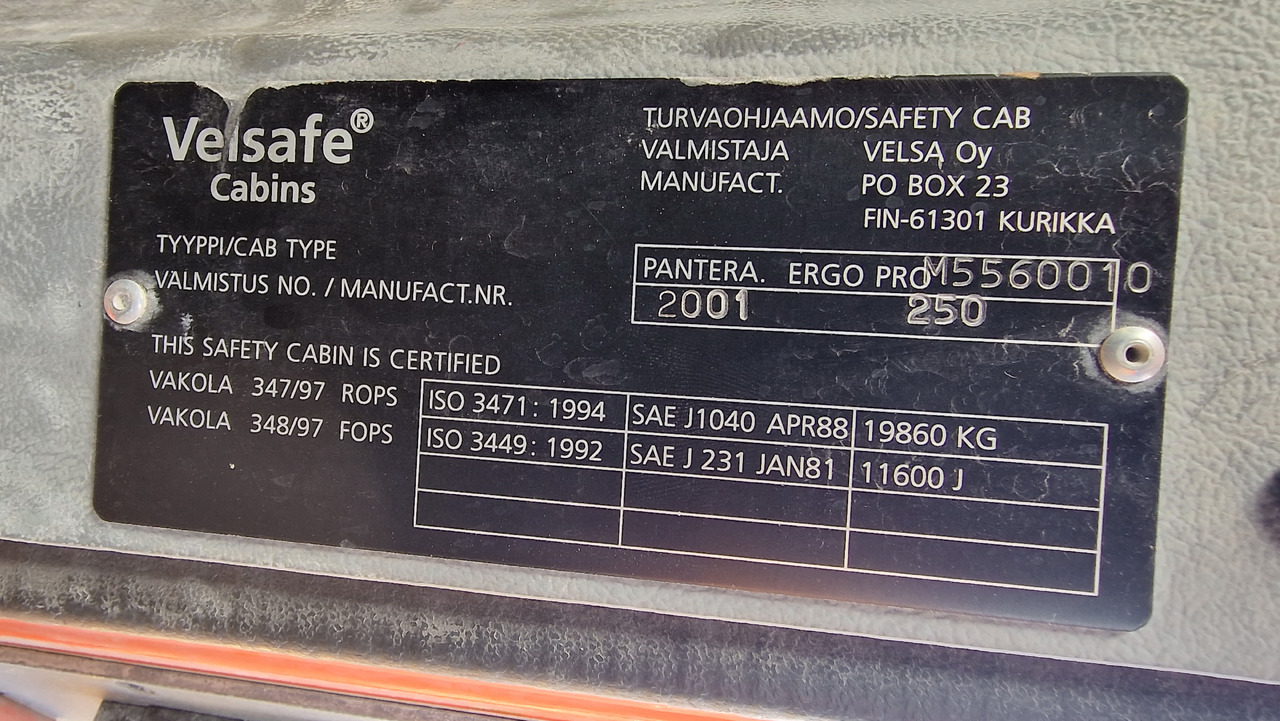 Velsafe®
Cabins
TURVAOHJAAMO/SAFETY CAB
VALMISTAJA VELSA Oy
MANUFACT. PO BOX 23
FIN-61301 KURIKKA
TYYPPI/CAB TYPE PANTERA. ERGO PRO M5560010
VALMISTUS NO. / MANUFACT.NR. 2001 250
THIS SAFETY CABIN IS CERTIFIED
VAKOLA 347/97 ROPS ISO 3471: 1994 SAE J1040 APR88 19860 KG
VAKOLA 348/97 FOPS ISO 3449: 1992 SAE J 231 JAN81 11600 J